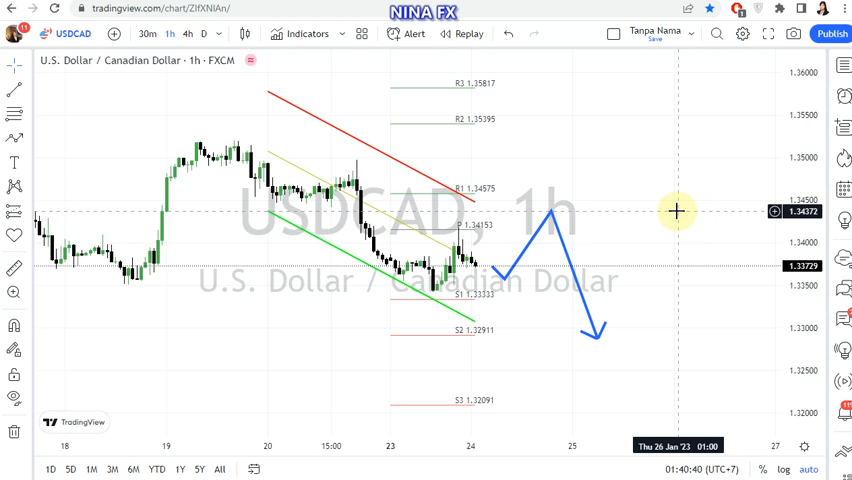 NINA FX
tradingview.com/chart/ZIfXNIAn/
11
USDCAD
30m
1h
4h
D
Indicators
Alert
Replay
Tanpa Nama
Save
Publish
1
U.S. Dollar / Canadian Dollar · 1h · FXCM
R3 1.35817
R2 1.35395
R1 1.34575
P 1.34153
S1 1.33333
S2 1.32911
S3 1.32091
USDCAD, 1h
U.S. Dollar / Canadian Dollar
1.36000
1.35500
1.35000
1.34500
1.34372
1.34000
1.33729
1.33500
1.33000
1.32500
1.32000
TradingView
18
19
20
15:00
23
24
25
Thu 26 Jan '23 01:00
27
1D
5D
1M
3M
6M
YTD
1Y
5Y
All
01:40:40 (UTC+7)
%
log
auto